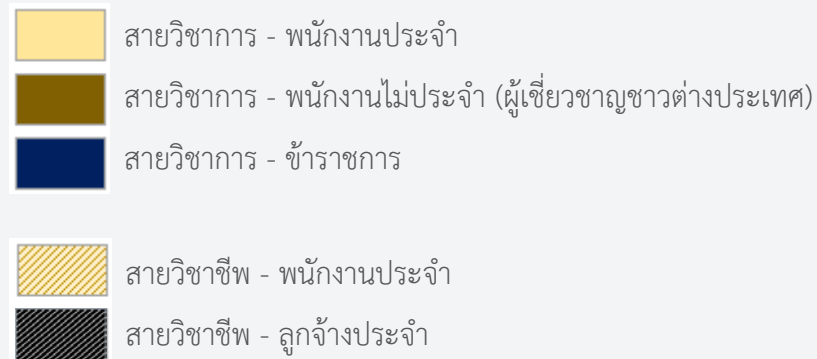 สายวิชาการ - พนักงานประจำ
สายวิชาการ - พนักงานไม่ประจำ (ผู้เชี่ยวชาญชาวต่างประเทศ)
สายวิชาการ - ข้าราชการ
สายวิชาชีพ - พนักงานประจำ
สายวิชาชีพ - ลูกจ้างประจำ